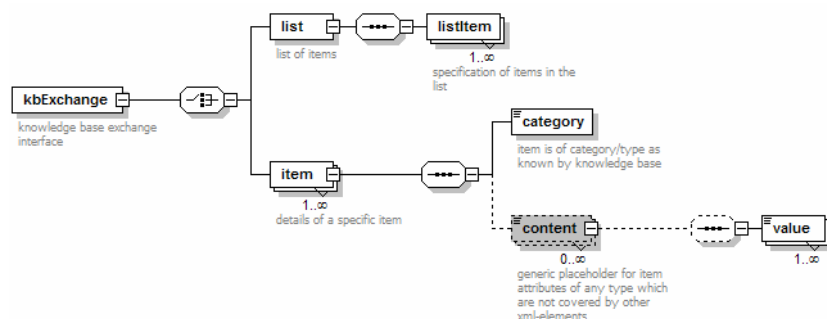 list
list of items
listItem
1..∞
specification of items in the
list
kbExchange
knowledge base exchange
interface
category
item is of category/type as
known by knowledge base
item
1..∞
details of a specific item
content
0..∞
generic placeholder for item
attributes of any type which
are not covered by other
xml-elements
value
1..∞